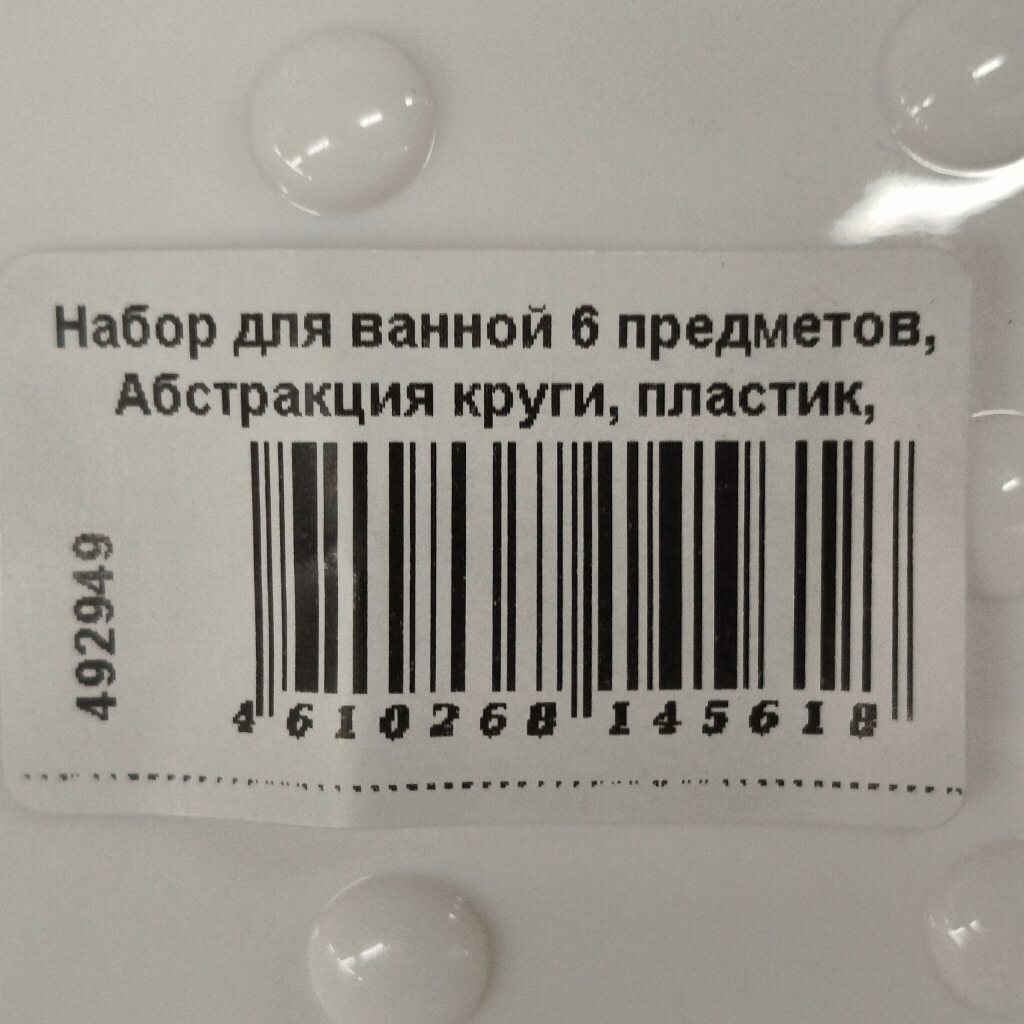 Набор для ванной 6 предметов,
Абстракция круги, пластик,
492949
4 610268 145618